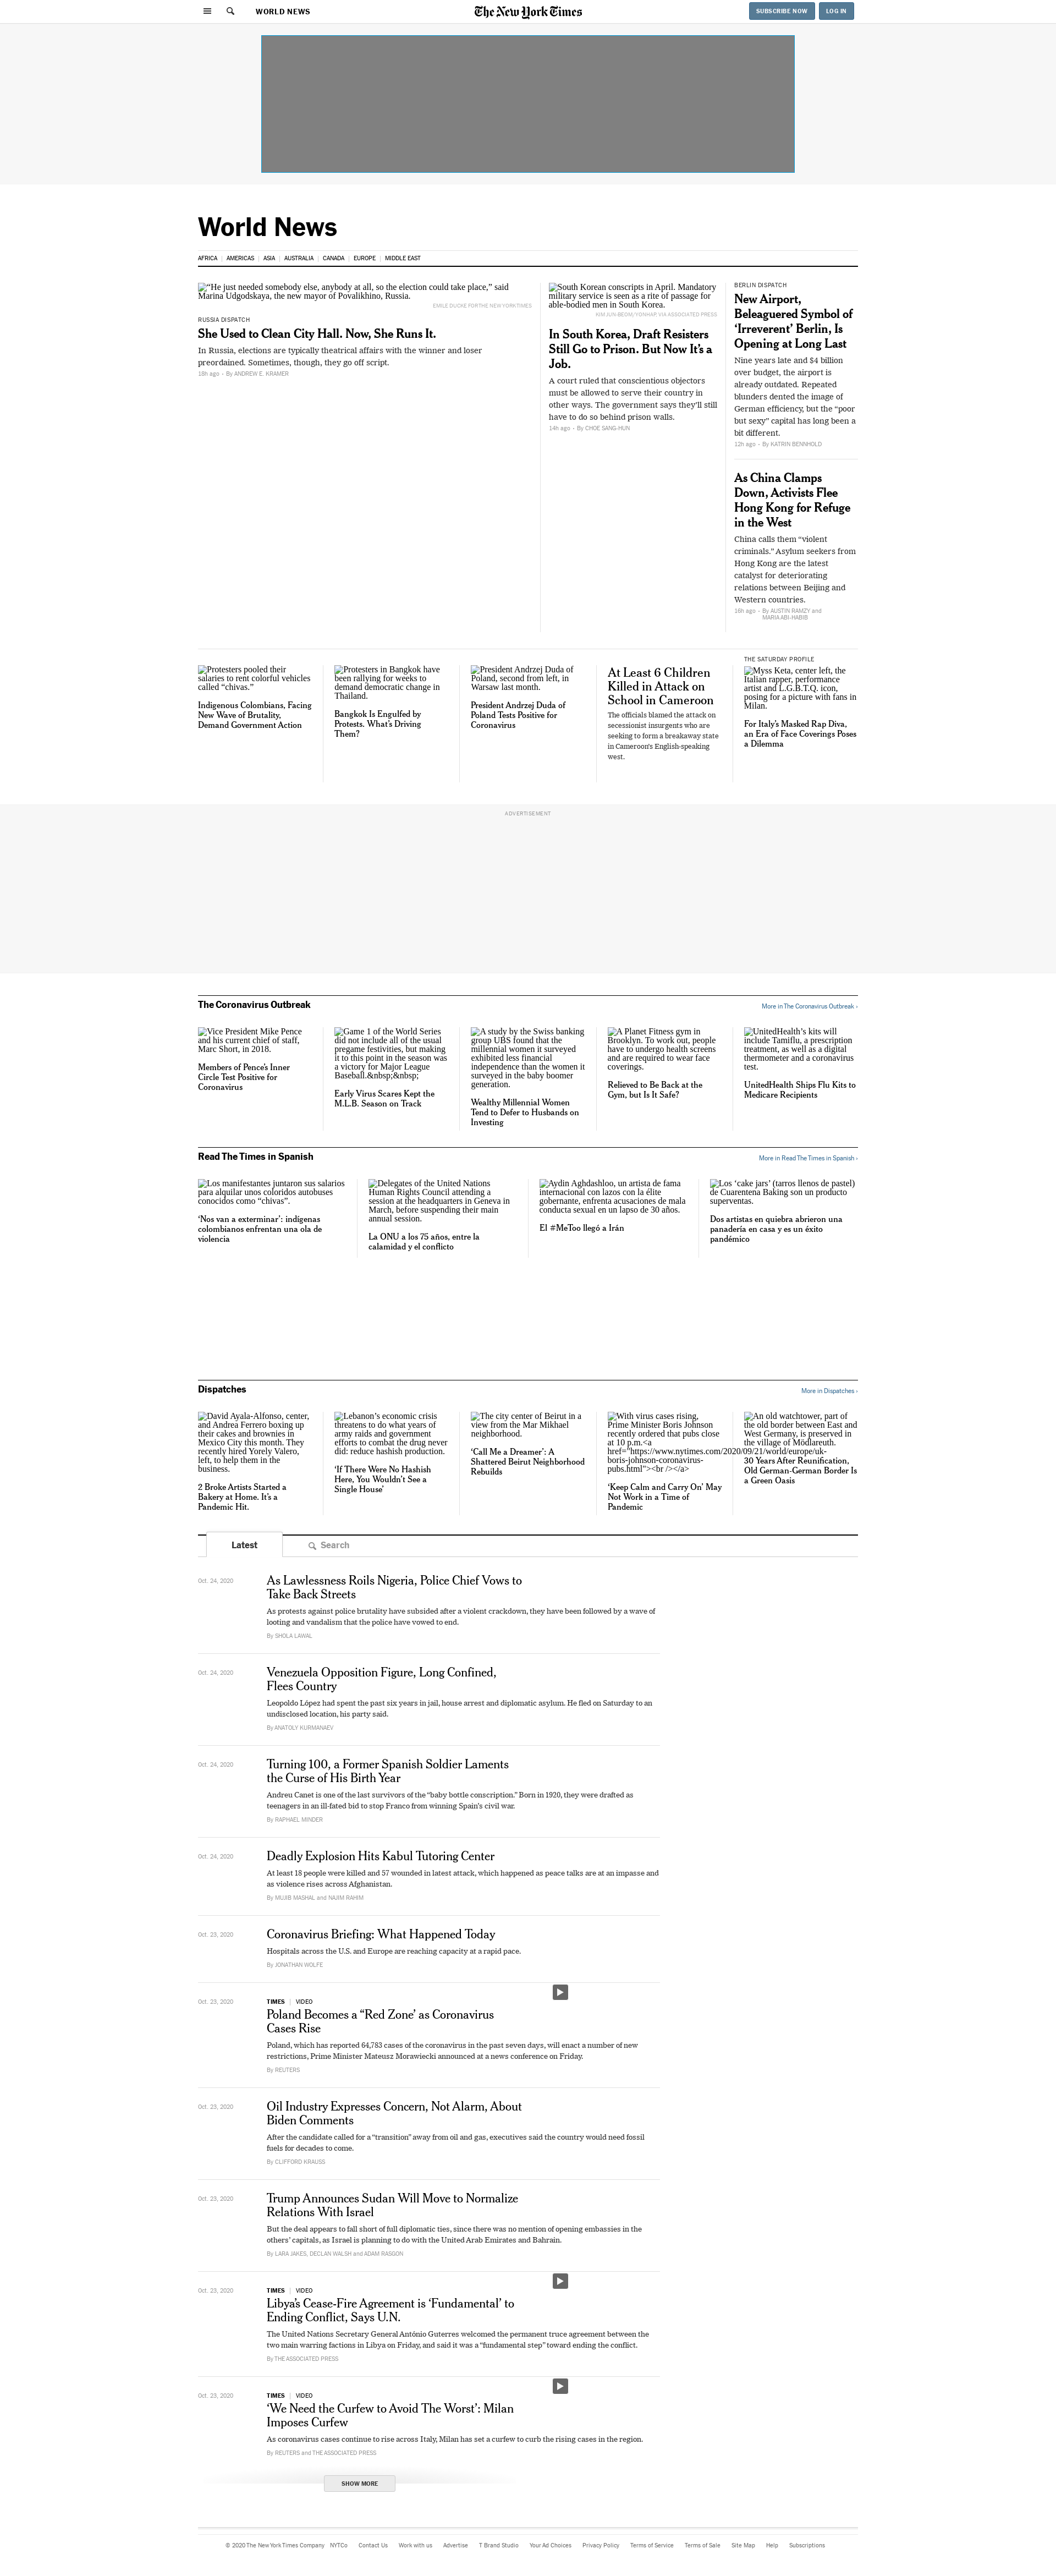 WORLD NEWS
The New York Times
SUBSCRIBE NOW
LOG IN
World News
AFRICA
AMERICAS
ASIA
AUSTRALIA
CANADA
EUROPE
MIDDLE EAST
“He just needed somebody else, anybody at all, so the election could take place,” said
Marina Udgodskaya, the new mayor of Povalikhino, Russia.
EMILE DUCKE FOR THE NEW YORK TIMES
RUSSIA DISPATCH
She Used to Clean City Hall. Now, She Runs It.
In Russia, elections are typically theatrical affairs with the winner and loser
preordained. Sometimes, though, they go off script.
18h ago - By ANDREW E. KRAMER
South Korean conscripts in April. Mandatory
military service is seen as a rite of passage for
able-bodied men in South Korea.
KIM JUN-BEOM/YONHAP, VIA ASSOCIATED PRESS
In South Korea, Draft Resisters
Still Go to Prison. But Now It’s a
Job.
A court ruled that conscientious objectors
must be allowed to serve their country in
other ways. The government says they’ll still
have to do so behind prison walls.
14h ago - By CHOE SANG-HUN
BERLIN DISPATCH
New Airport,
Beleaguered Symbol of
‘Irreverent’ Berlin, Is
Opening at Long Last
Nine years late and $4 billion
over budget, the airport is
already outdated. Repeated
blunders dented the image of
German efficiency, but the “poor
but sexy” capital has long been a
bit different.
12h ago - By KATRIN BENNHOLD
As China Clamps
Down, Activists Flee
Hong Kong for Refuge
in the West
China calls them “violent
criminals.” Asylum seekers from
Hong Kong are the latest
catalyst for deteriorating
relations between Beijing and
Western countries.
16h ago - By AUSTIN RAMZY and
MARIA ABI-HABIB
Protesters pooled their
salaries to rent colorful vehicles
called “chivas.”
Indigenous Colombians, Facing
New Wave of Brutality,
Demand Government Action
Protesters in Bangkok have
been rallying for weeks to
demand democratic change in
Thailand.
Bangkok Is Engulfed by
Protests. What’s Driving
Them?
President Andrzej Duda of
Poland, second from left, in
Warsaw last month.
President Andrzej Duda of
Poland Tests Positive for
Coronavirus
At Least 6 Children
Killed in Attack on
School in Cameroon
The officials blamed the attack on
secessionist insurgents who are
seeking to form a breakaway state
in Cameroon’s English-speaking
west.
THE SATURDAY PROFILE
Myss Keta, center left, the
Italian rapper, performance
artist and L.G.B.T.Q. icon,
posing for a picture with fans in
Milan.
For Italy’s Masked Rap Diva,
an Era of Face Coverings Poses
a Dilemma
ADVERTISEMENT
The Coronavirus Outbreak
More in The Coronavirus Outbreak ›
Vice President Mike Pence
and his current chief of staff,
Marc Short, in 2018.
Members of Pence’s Inner
Circle Test Positive for
Coronavirus
Game 1 of the World Series
did not include all of the usual
pregame festivities, but making
it to this point in the season was
a victory for Major League
Baseball.&nbsp;&nbsp;
Early Virus Scares Kept the
M.L.B. Season on Track
A study by the Swiss banking
group UBS found that the
millennial women it surveyed
exhibited less financial
independence than the women it
surveyed in the baby boomer
generation.
Wealthy Millennial Women
Tend to Defer to Husbands on
Investing
A Planet Fitness gym in
Brooklyn. To work out, people
have to undergo health screens
and are required to wear face
coverings.
Relieved to Be Back at the
Gym, but Is It Safe?
UnitedHealth’s kits will
include Tamiflu, a prescription
treatment, as well as a digital
thermometer and a coronavirus
test.
UnitedHealth Ships Flu Kits to
Medicare Recipients
Read The Times in Spanish
More in Read The Times in Spanish ›
Los manifestantes juntaron sus salarios
para alquilar unos coloridos autobuses
conocidos como “chivas”.
‘Nos van a exterminar’: indígenas
colombianos enfrentan una ola de
violencia
Delegates of the United Nations
Human Rights Council attending a
session at the headquarters in Geneva in
March, before suspending their main
annual session.
La ONU a los 75 años, entre la
calamidad y el conflicto
Aydin Aghdashloo, un artista de fama
internacional con lazos con la élite
gobernante, enfrenta acusaciones de mala
conducta sexual en un lapso de 30 años.
El #MeToo llegó a Irán
Los ‘cake jars’ (tarros llenos de pastel)
de Cuarentena Baking son un producto
superventas.
Dos artistas en quiebra abrieron una
panadería en casa y es un éxito
pandémico
Dispatches
More in Dispatches ›
David Ayala-Alfonso, center,
and Andrea Ferrero boxing up
their cakes and brownies in
Mexico City this month. They
recently hired Yorely Valero,
left, to help them in the
business.
2 Broke Artists Started a
Bakery at Home. It’s a
Pandemic Hit.
Lebanon’s economic crisis
threatens to do what years of
army raids and government
efforts to combat the drug never
did: reduce hashish production.
‘If There Were No Hashish
Here, You Wouldn’t See a
Single House’
The city center of Beirut in a
view from the Mar Mikhael
neighborhood.
‘Call Me a Dreamer’: A
Shattered Beirut Neighborhood
Rebuilds
With virus cases rising,
Prime Minister Boris Johnson
recently ordered that pubs close
at 10 p.m.<a
href="https://www.nytimes.com/2020/09/21/world/europe/uk-
boris-johnson-coronavirus-
pubs.html"><br /></a>
‘Keep Calm and Carry On’ May
Not Work in a Time of
Pandemic
An old watchtower, part of
the old border between East and
West Germany, is preserved in
the village of Mödlareuth.
30 Years After Reunification,
Old German-German Border Is
a Green Oasis
Latest
Search
Oct. 24, 2020
As Lawlessness Roils Nigeria, Police Chief Vows to
Take Back Streets
As protests against police brutality have subsided after a violent crackdown, they have been followed by a wave of
looting and vandalism that the police have vowed to end.
By SHOLA LAWAL
Oct. 24, 2020
Venezuela Opposition Figure, Long Confined,
Flees Country
Leopoldo López had spent the past six years in jail, house arrest and diplomatic asylum. He fled on Saturday to an
undisclosed location, his party said.
By ANATOLY KURMANAEV
Oct. 24, 2020
Turning 100, a Former Spanish Soldier Laments
the Curse of His Birth Year
Andreu Canet is one of the last survivors of the “baby bottle conscription.” Born in 1920, they were drafted as
teenagers in an ill-fated bid to stop Franco from winning Spain’s civil war.
By RAPHAEL MINDER
Oct. 24, 2020
Deadly Explosion Hits Kabul Tutoring Center
At least 18 people were killed and 57 wounded in latest attack, which happened as peace talks are at an impasse and
as violence rises across Afghanistan.
By MUJIB MASHAL and NAJIM RAHIM
Oct. 23, 2020
Coronavirus Briefing: What Happened Today
Hospitals across the U.S. and Europe are reaching capacity at a rapid pace.
By JONATHAN WOLFE
Oct. 23, 2020
TIMES | VIDEO
Poland Becomes a “Red Zone’ as Coronavirus
Cases Rise
Poland, which has reported 64,783 cases of the coronavirus in the past seven days, will enact a number of new
restrictions, Prime Minister Mateusz Morawiecki announced at a news conference on Friday.
By REUTERS
Oct. 23, 2020
Oil Industry Expresses Concern, Not Alarm, About
Biden Comments
After the candidate called for a “transition” away from oil and gas, executives said the country would need fossil
fuels for decades to come.
By CLIFFORD KRAUSS
Oct. 23, 2020
Trump Announces Sudan Will Move to Normalize
Relations With Israel
But the deal appears to fall short of full diplomatic ties, since there was no mention of opening embassies in the
others’ capitals, as Israel is planning to do with the United Arab Emirates and Bahrain.
By LARA JAKES, DECLAN WALSH and ADAM RASGON
Oct. 23, 2020
TIMES | VIDEO
Libya’s Cease-Fire Agreement is ‘Fundamental’ to
Ending Conflict, Says U.N.
The United Nations Secretary General António Guterres welcomed the permanent truce agreement between the
two main warring factions in Libya on Friday, and said it was a “fundamental step” toward ending the conflict.
By THE ASSOCIATED PRESS
Oct. 23, 2020
TIMES | VIDEO
‘We Need the Curfew to Avoid The Worst’: Milan
Imposes Curfew
As coronavirus cases continue to rise across Italy, Milan has set a curfew to curb the rising cases in the region.
By REUTERS and THE ASSOCIATED PRESS
SHOW MORE
© 2020 The New York Times Company NYTCo Contact Us Work with us Advertise T Brand Studio Your Ad Choices Privacy Policy Terms of Service Terms of Sale Site Map Help Subscriptions